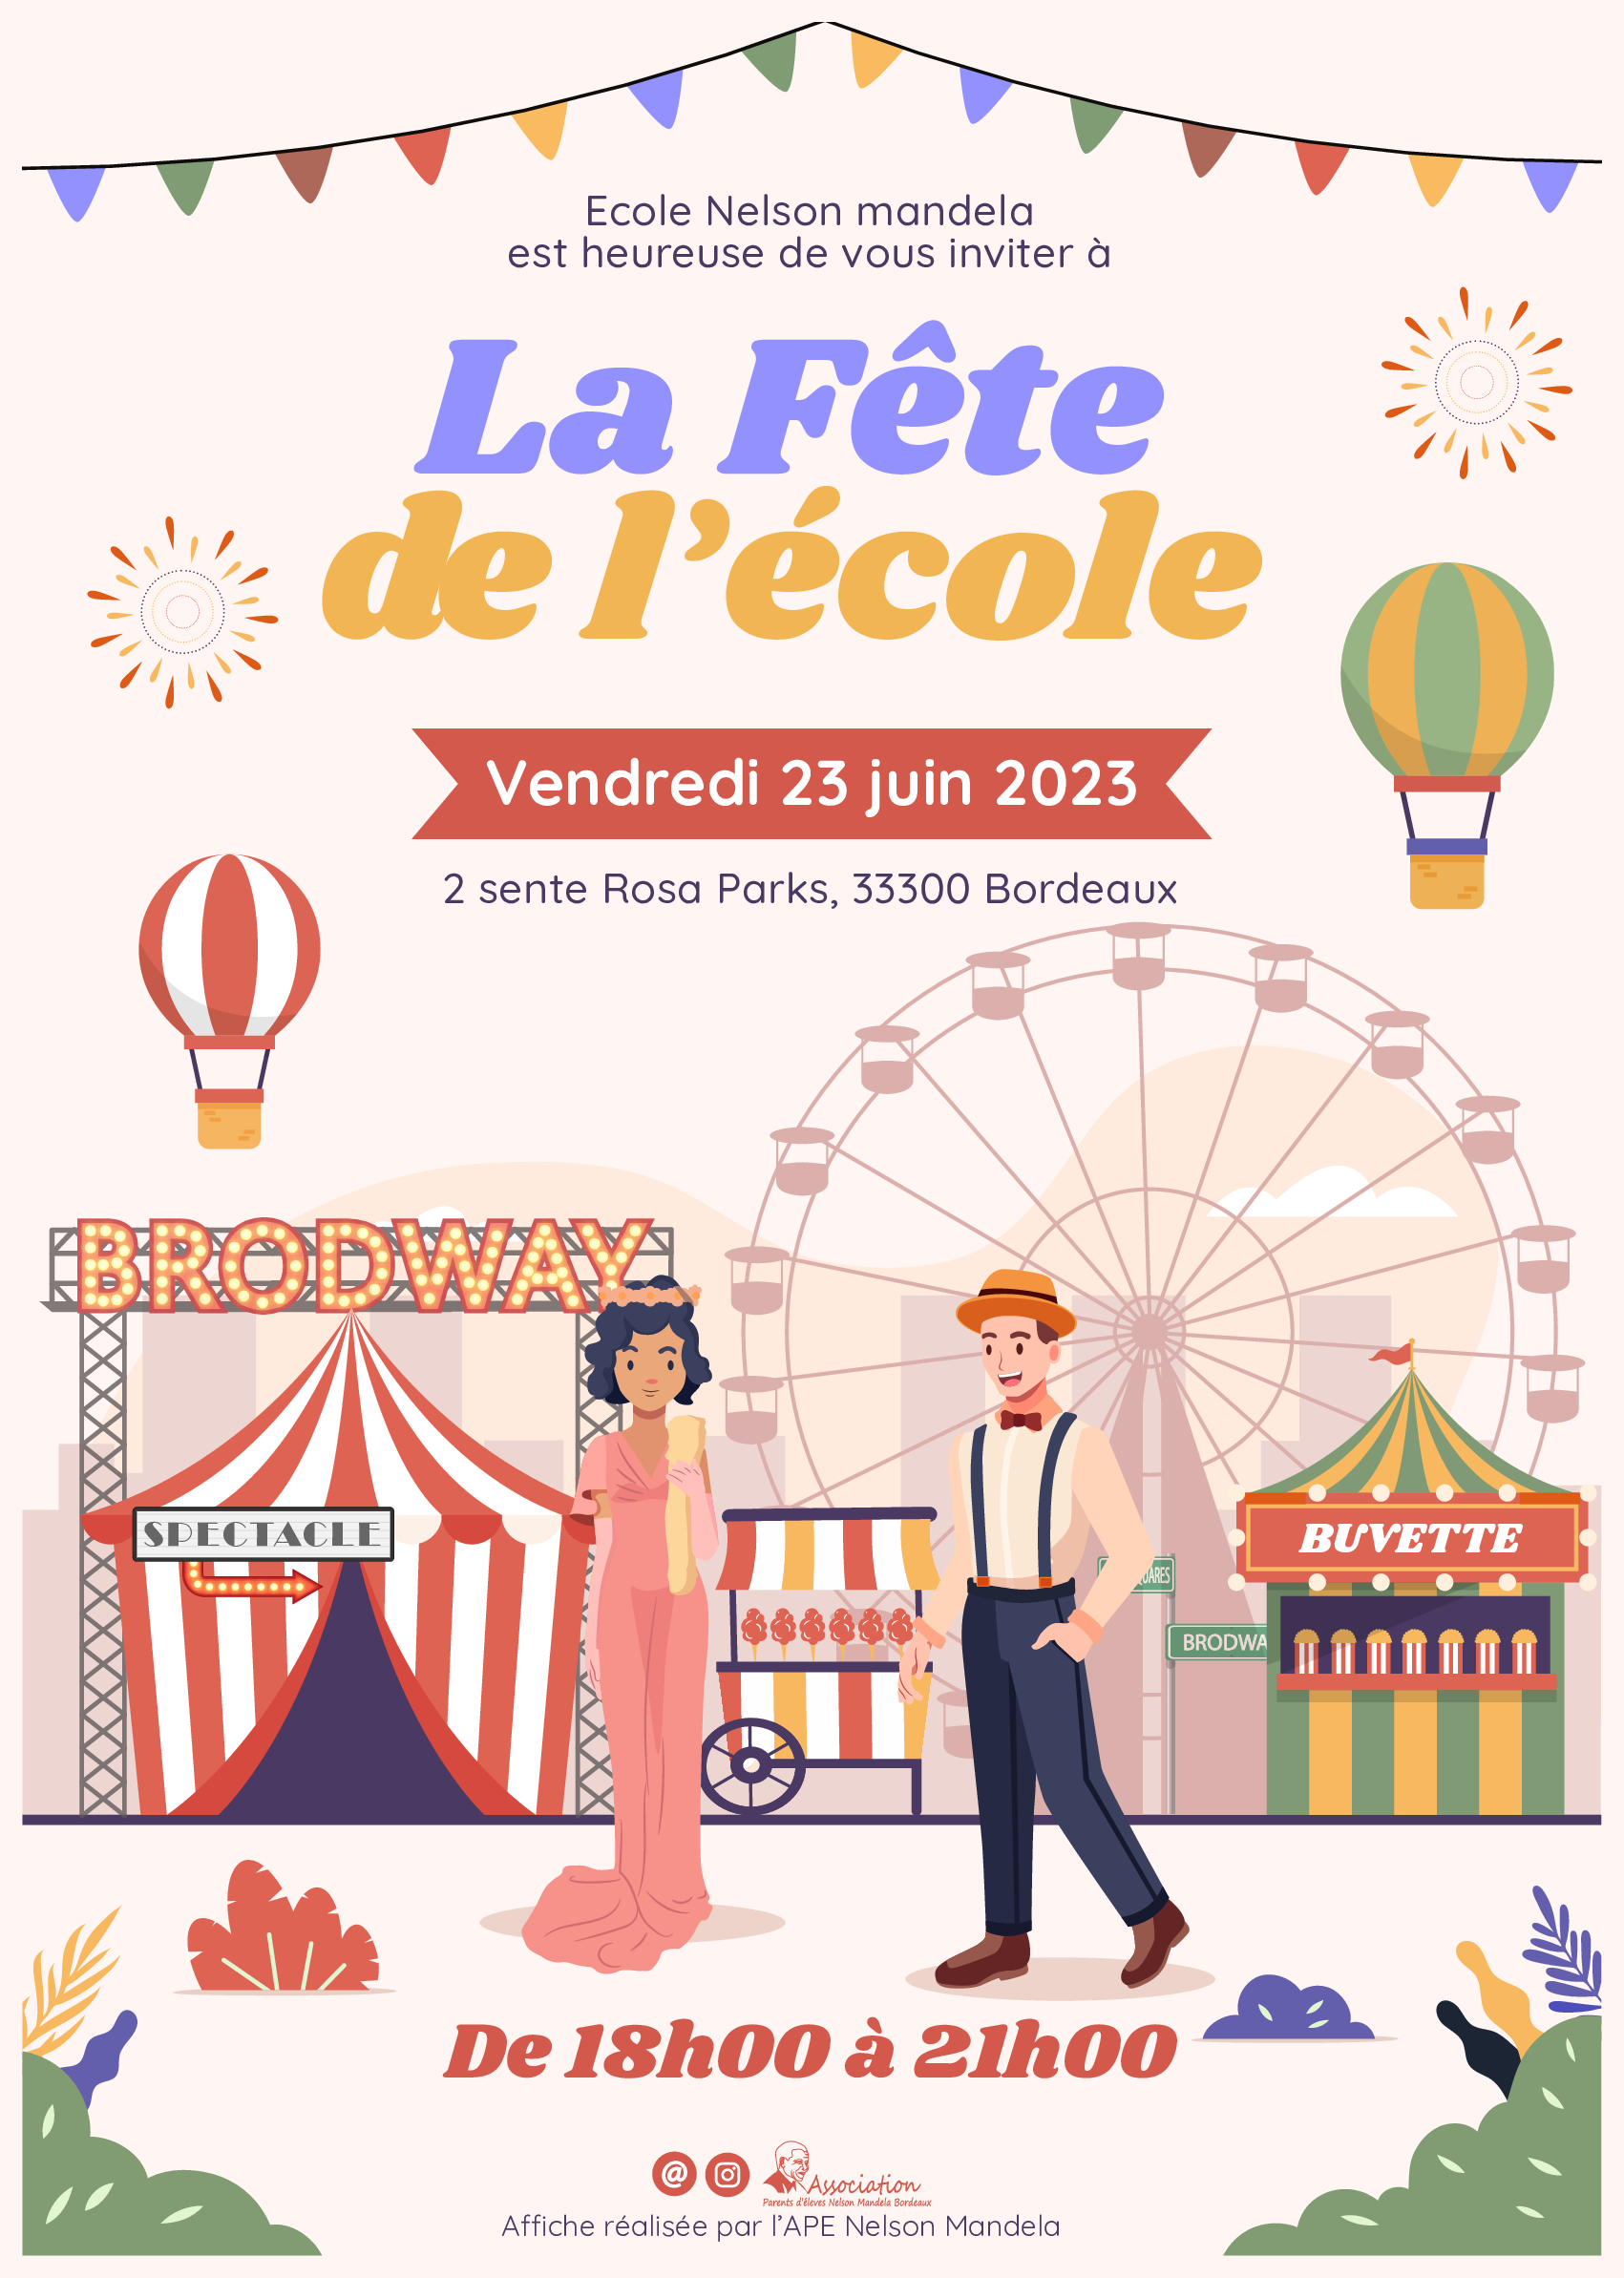 Ecole Nelson mandela
est heureuse de vous inviter à
La Fête
de l'école
Vendredi 23 juin 2023
2 sente Rosa Parks, 33300 Bordeaux
BRODWAY
SPECTACLE
BUVETTE
BRODWA
De 18h00 à 21h00
@
Association
Parents d'éleves Nelson Mandela Bordeaux
Affiche réalisée par l'APE Nelson Mandela